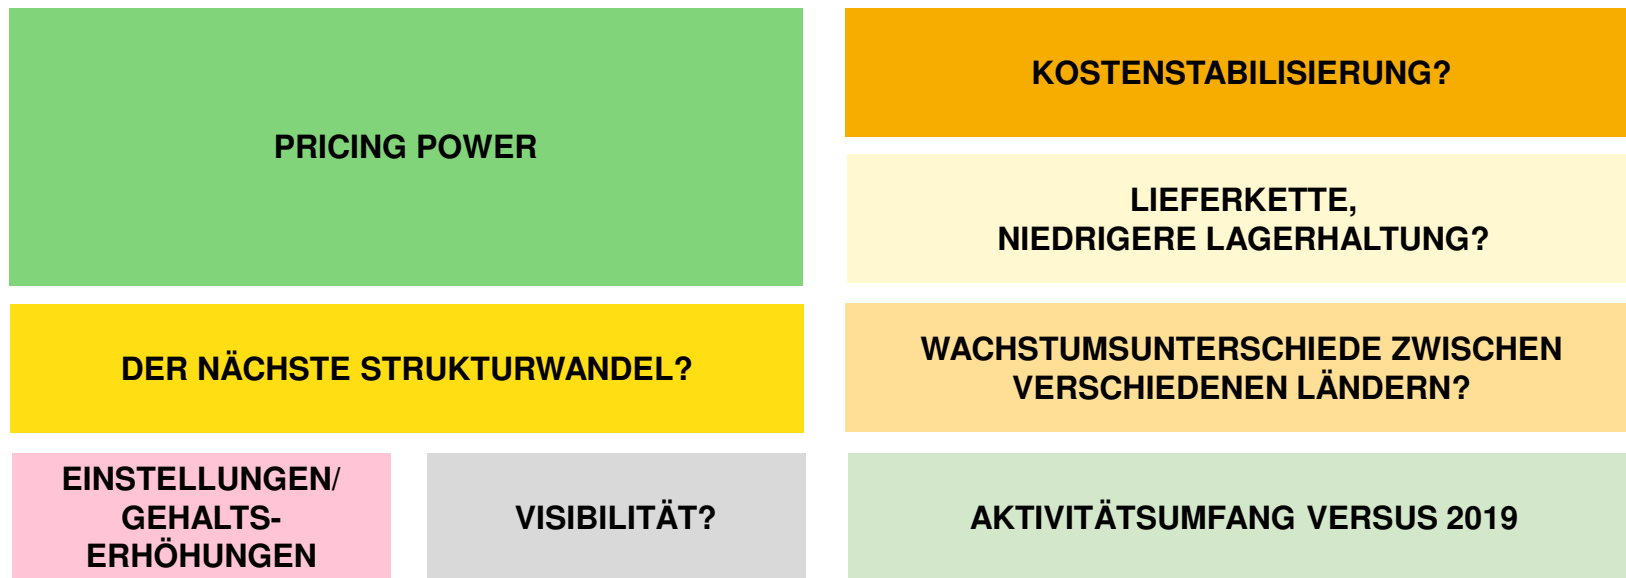 PRICING POWER
KOSTENSTABILISIERUNG?
LIEFERKETTE,
NIEDRIGERE LAGERHALTUNG?
DER NÄCHSTE STRUKTURWANDEL?
WACHSTUMSUNTERSCHIEDE ZWISCHEN
VERSCHIEDENEN LÄNDERN?
EINSTELLUNGEN/
GEHALTS-
ERHÖHUNGEN
VISIBILITÄT?
AKTIVITÄTSUMFANG VERSUS 2019